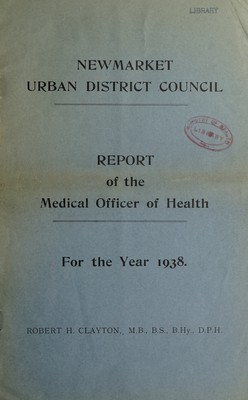 LIBRARY
NEWMARKET
URBAN DISTRICT COUNCIL
REPORT
of the
Medical Officer of Health
For the Year 1938.
ROBERT H. CLAYTON, M.B., B.S., B.Hy., D.P.H.